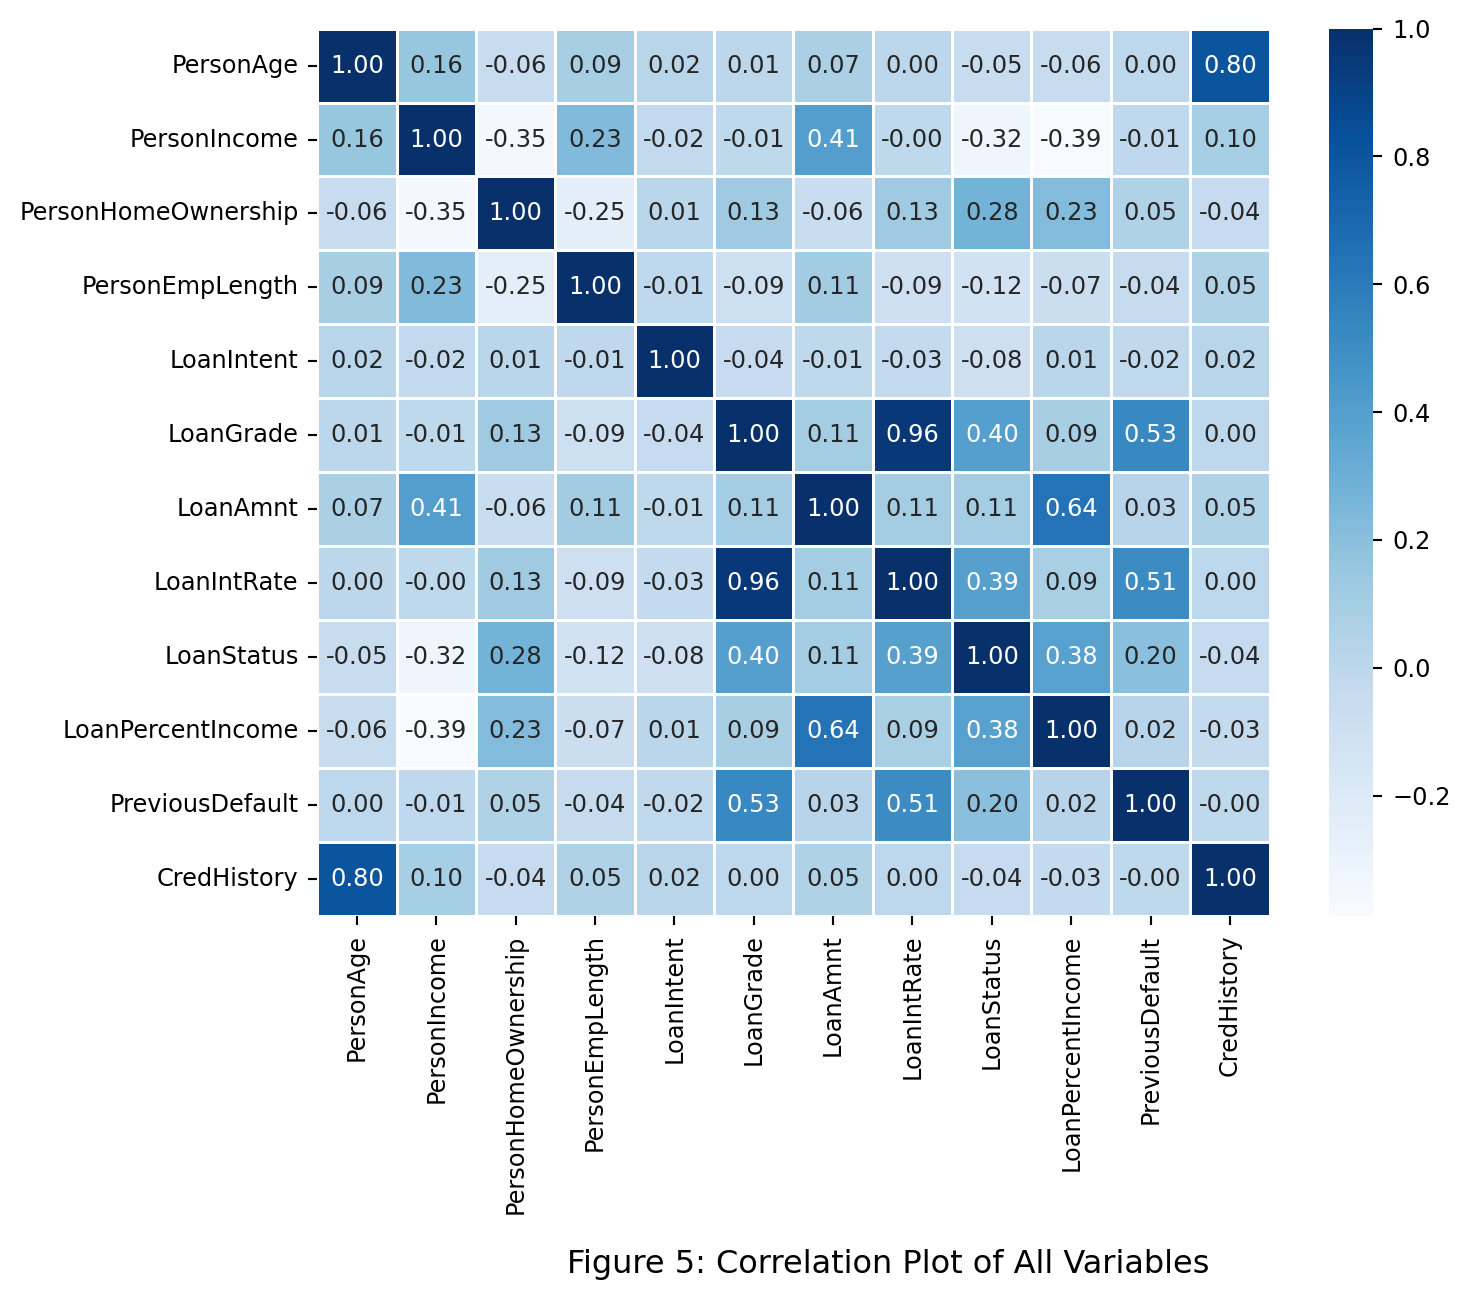 PersonAge 1.00 0.16 -0.06 0.09 0.02 0.01 0.07 0.00 -0.05 -0.06 0.00 0.80
PersonIncome 0.16 1.00 -0.35 0.23 -0.02 -0.01 0.41 -0.00 -0.32 -0.39 -0.01 0.10
PersonHomeOwnership -0.06 -0.35 1.00 -0.25 0.01 0.13 -0.06 0.13 0.28 0.23 0.05 -0.04
PersonEmpLength 0.09 0.23 -0.25 1.00 -0.01 -0.09 0.11 -0.09 -0.12 -0.07 -0.04 0.05
LoanIntent 0.02 -0.02 0.01 -0.01 1.00 -0.04 -0.01 -0.03 -0.08 0.01 -0.02 0.02
LoanGrade 0.01 -0.01 0.13 -0.09 -0.04 1.00 0.11 0.96 0.40 0.09 0.53 0.00
LoanAmnt 0.07 0.41 -0.06 0.11 -0.01 0.11 1.00 0.11 0.11 0.64 0.03 0.05
LoanIntRate 0.00 -0.00 0.13 -0.09 -0.03 0.96 0.11 1.00 0.39 0.09 0.51 0.00
LoanStatus -0.05 -0.32 0.28 -0.12 -0.08 0.40 0.11 0.39 1.00 0.38 0.20 -0.04
LoanPercentIncome -0.06 -0.39 0.23 -0.07 0.01 0.09 0.64 0.09 0.38 1.00 0.02 -0.03
PreviousDefault 0.00 -0.01 0.05 -0.04 -0.02 0.53 0.03 0.51 0.20 0.02 1.00 -0.00
CredHistory 0.80 0.10 -0.04 0.05 0.02 0.00 0.05 0.00 -0.04 -0.03 -0.00 1.00
PersonAge
PersonIncome
PersonHomeOwnership
PersonEmpLength
LoanIntent
LoanGrade
LoanAmnt
LoanIntRate
LoanStatus
LoanPercentIncome
PreviousDefault
CredHistory
1.0
0.8
0.6
0.4
0.2
0.0
−0.2
Figure 5: Correlation Plot of All Variables